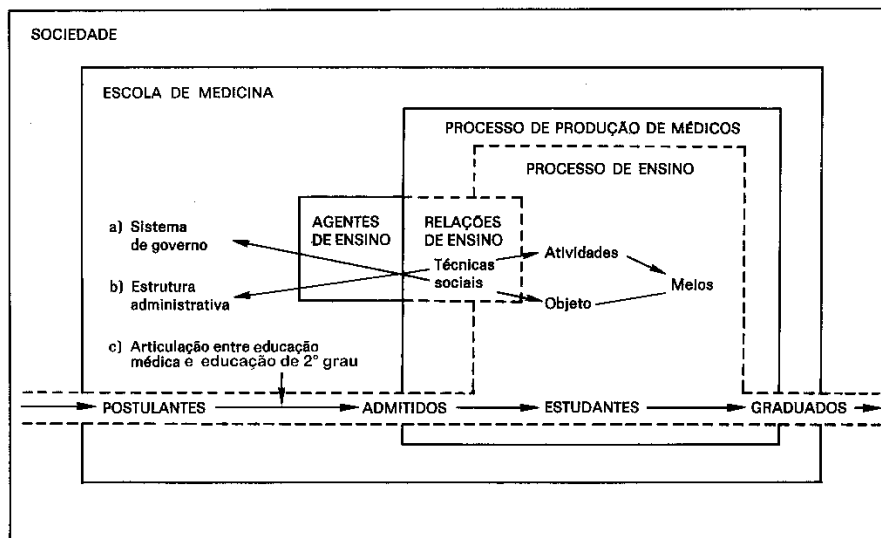 SOCIEDADE
ESCOLA DE MEDICINA
PROCESSO DE PRODUÇÃO DE MÉDICOS
PROCESSO DE ENSINO
AGENTES
DE ENSINO
RELAÇÕES
DE ENSINO
Técnicas
sociais
a) Sistema
de governo
b) Estrutura
administrativa
c) Articulação entre educação
médica e educação de 2º grau
Atividades
Objeto
Meios
POSTULANTES
ADMITIDOS
ESTUDANTES
GRADUADOS